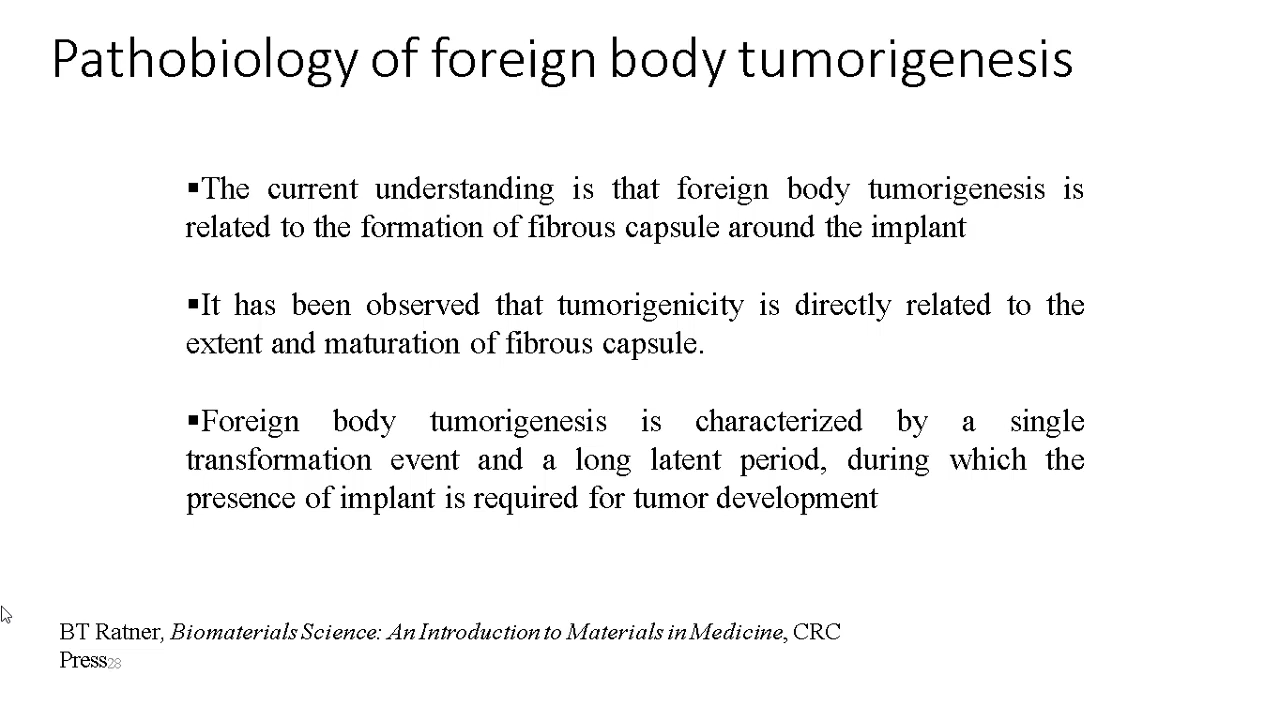 Pathobiology of foreign body tumorigenesis
▪The current understanding is that foreign body tumorigenesis is
related to the formation of fibrous capsule around the implant
▪It has been observed that tumorigenicity is directly related to the
extent and maturation of fibrous capsule.
▪Foreign body tumorigenesis is characterized by a single
transformation event and a long latent period, during which the
presence of implant is required for tumor development
BT Ratner, Biomaterials Science: An Introduction to Materials in Medicine, CRC
Press28